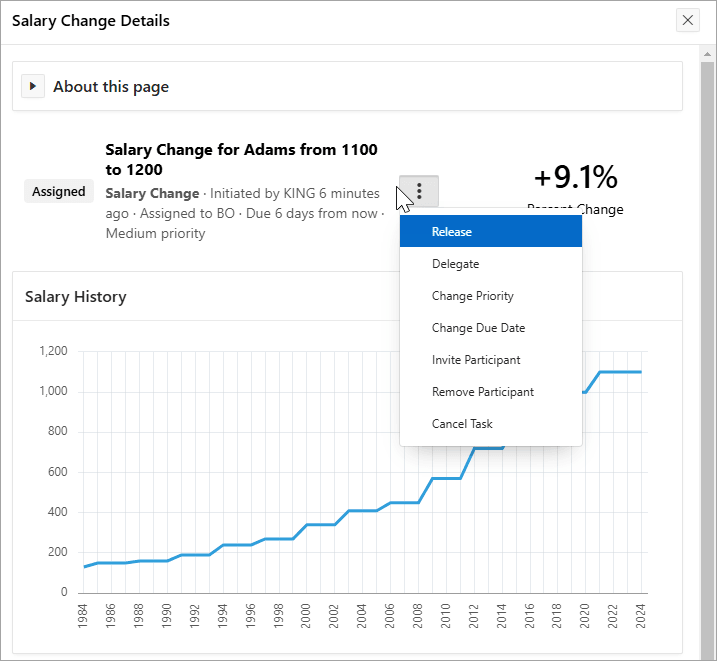 Salary Change Details
About this page
Salary Change for Adams from 1100
to 1200
Assigned
Salary Change · Initiated by KING 6 minutes
ago · Assigned to BO · Due 6 days from now ·
Medium priority
+9.1%
Percent Change
Release
Delegate
Change Priority
Change Due Date
Invite Participant
Remove Participant
Cancel Task
Salary History
1,200
1,000
800
600
400
200
0
1984
1986
1988
1990
1992
1994
1996
1998
2000
2002
2004
2006
2008
2010
2012
2014
2016
2018
2020
2022
2024